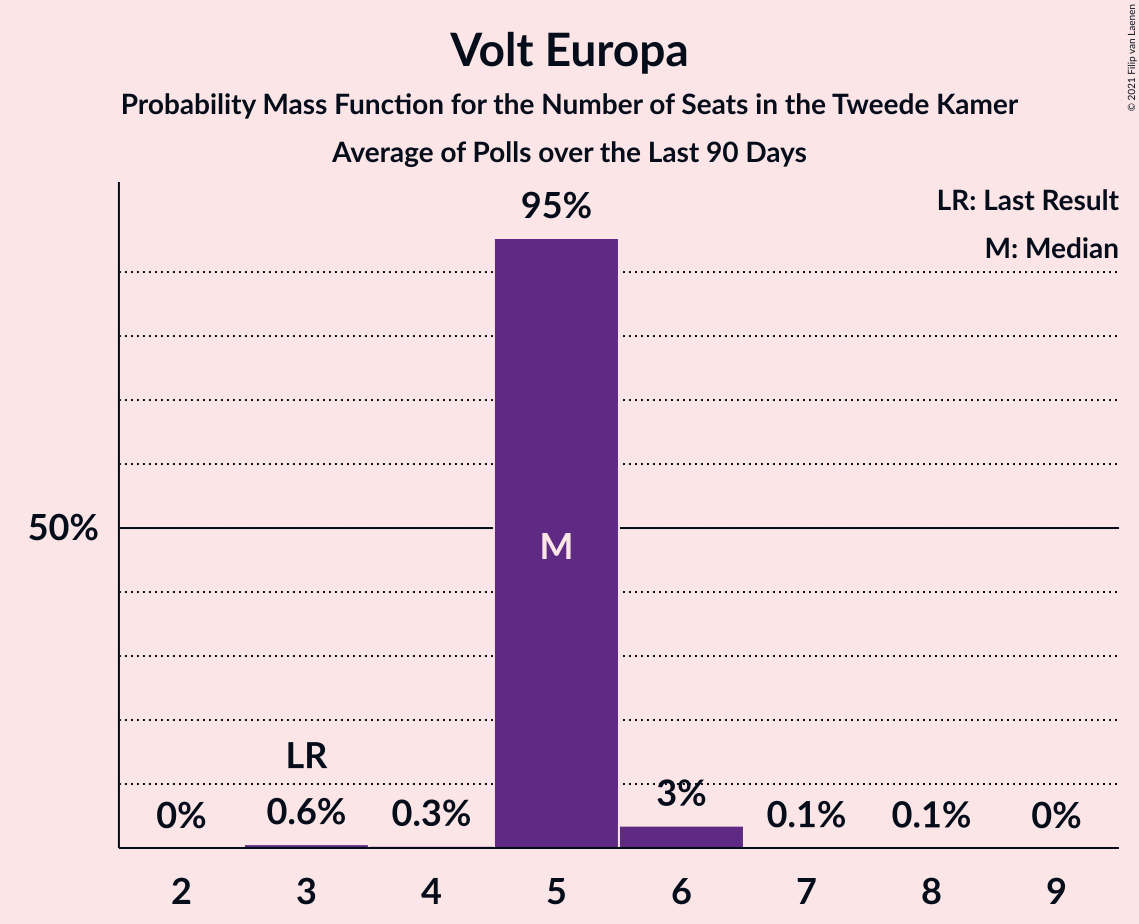 Volt Europa
Probability Mass Function for the Number of Seats in the Tweede Kamer
Average of Polls over the Last 90 Days
© 2021 Filip van Laenen
LR: Last Result
M: Median
95%
50%
M
LR
0%
0.6%
0.3%
3%
0.1%
0.1%
0%
2 3 4 5 6 7 8 9